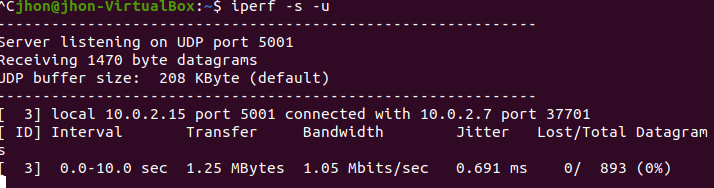 ^Cjhon@jhon-VirtualBox:~$ iperf -s -u
------------------------------------------------------------
Server listening on UDP port 5001
Receiving 1470 byte datagrams
UDP buffer size:  208 KByte (default)
------------------------------------------------------------
[  3] local 10.0.2.15 port 5001 connected with 10.0.2.7 port 37701
[ ID] Interval       Transfer     Bandwidth        Jitter   Lost/Total Datagram
s
[  3]  0.0-10.0 sec  1.25 MBytes  1.05 Mbits/sec   0.691 ms    0/  893 (0%)